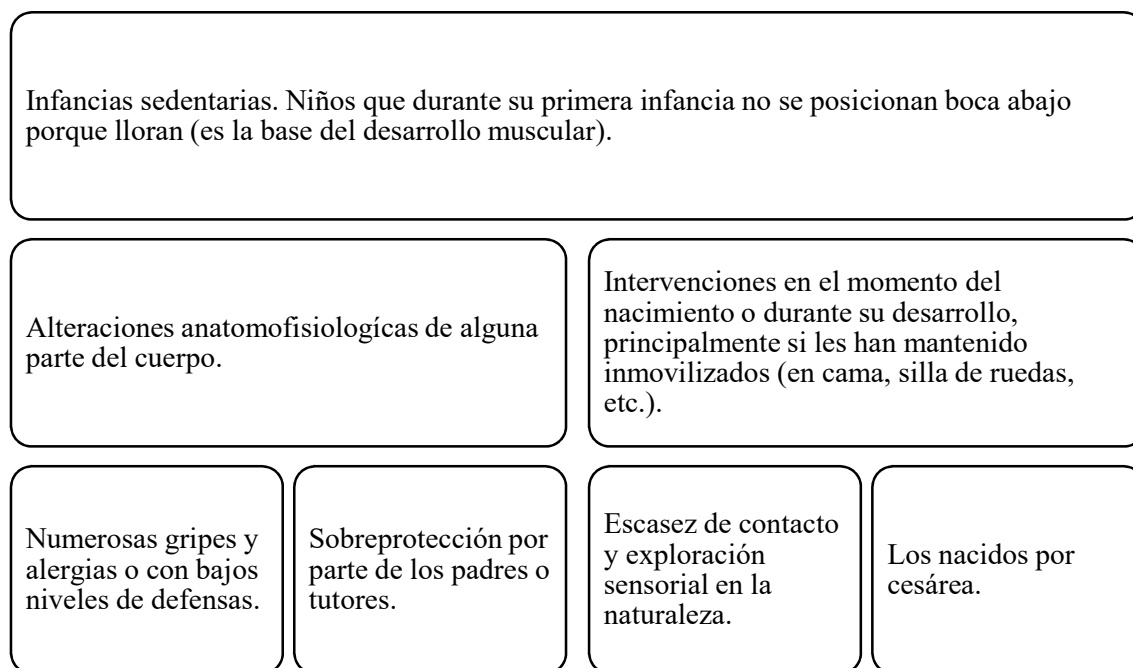 Infancias sedentarias. Niños que durante su primera infancia no se posicionan boca abajo
porque lloran (es la base del desarrollo muscular).
Alteraciones anatomofisiologícas de alguna
parte del cuerpo.
Intervenciones en el momento del
nacimiento o durante su desarrollo,
principalmente si les han mantenido
inmovilizados (en cama, silla de ruedas,
etc.).
Numerosas gripes y
alergias o con bajos
niveles de defensas.
Sobreprotección por
parte de los padres o
tutores.
Escasez de contacto
y exploración
sensorial en la
naturaleza.
Los nacidos por
cesárea.